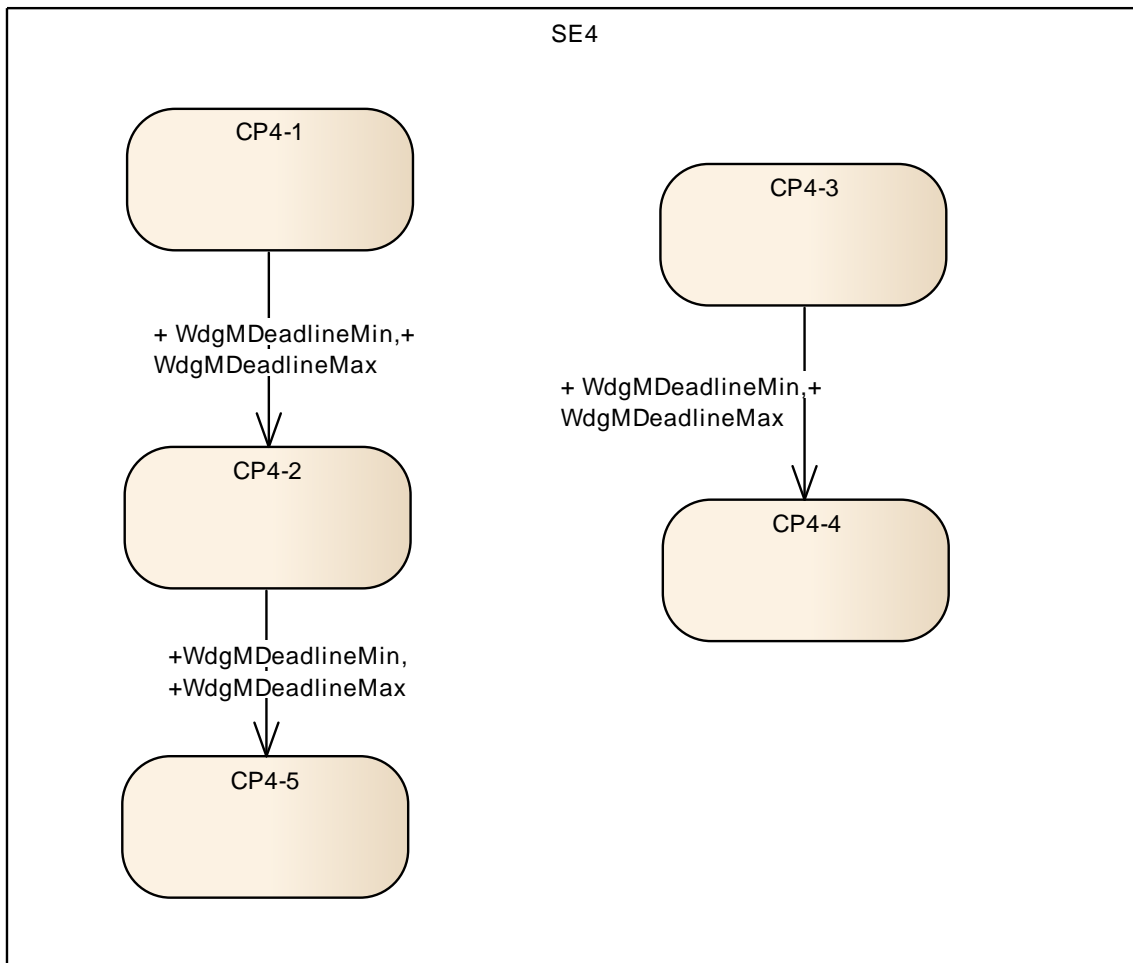 SE4
CP4-1
+ WdgMDeadlineMin,+
WdgMDeadlineMax
CP4-2
+WdgMDeadlineMin,
+WdgMDeadlineMax
CP4-5
CP4-3
+ WdgMDeadlineMin,+
WdgMDeadlineMax
CP4-4